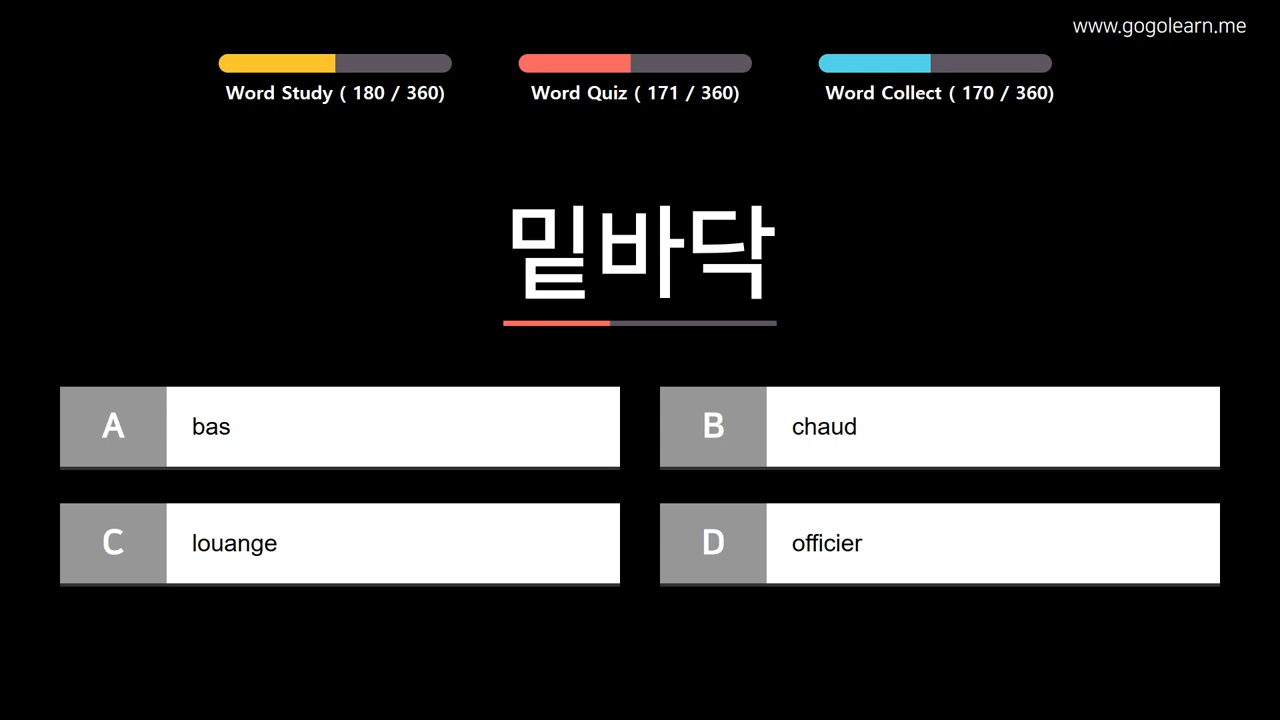 www.gogolearn.me
Word Study ( 180 / 360)
Word Quiz ( 171 / 360)
Word Collect ( 170 / 360)
밑바닥
A bas
B chaud
C louange
D officier